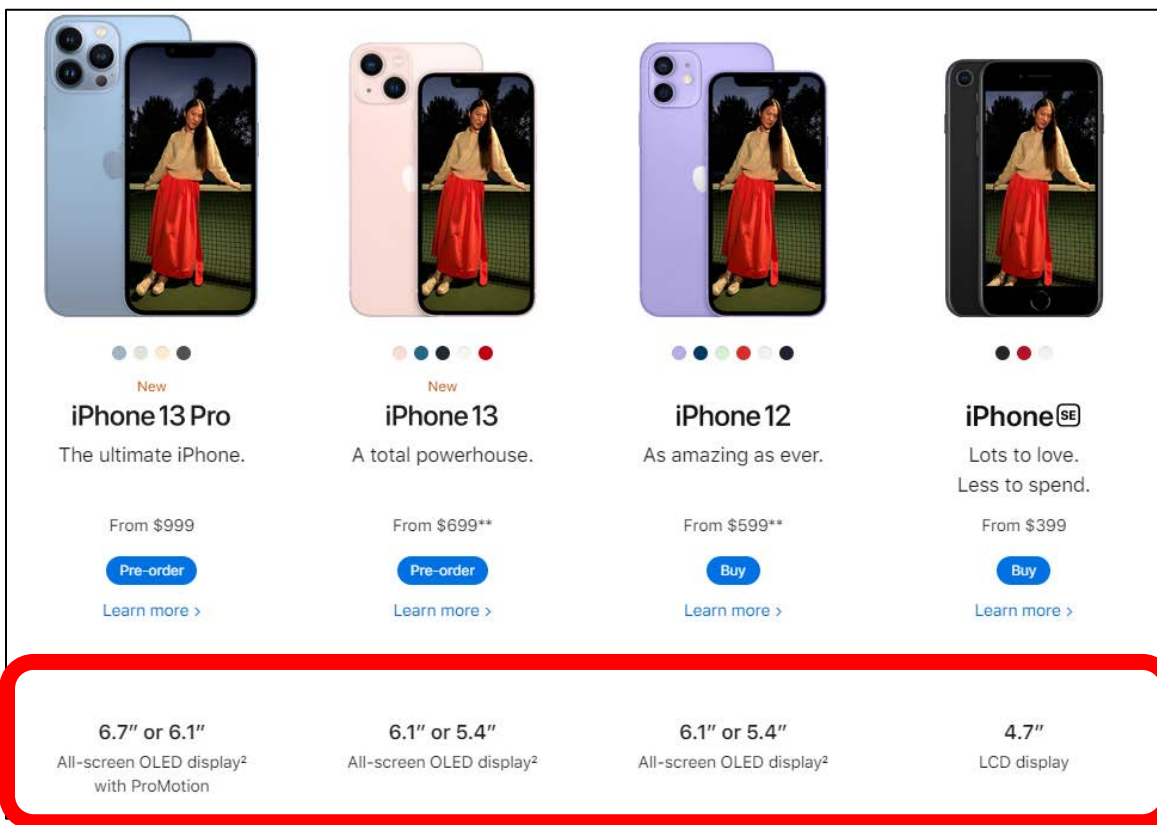 New
iPhone 13 Pro
The ultimate iPhone.
From $999
Pre-order
Learn more >
New
iPhone 13
A total powerhouse.
From $699**
Pre-order
Learn more >
iPhone 12
As amazing as ever.
From $599**
Buy
Learn more >
iPhone SE
Lots to love.
Less to spend.
From $399
Buy
Learn more >
6.7″ or 6.1″
All-screen OLED display²
with ProMotion
6.1″ or 5.4″
All-screen OLED display²
6.1″ or 5.4″
All-screen OLED display²
4.7″
LCD display